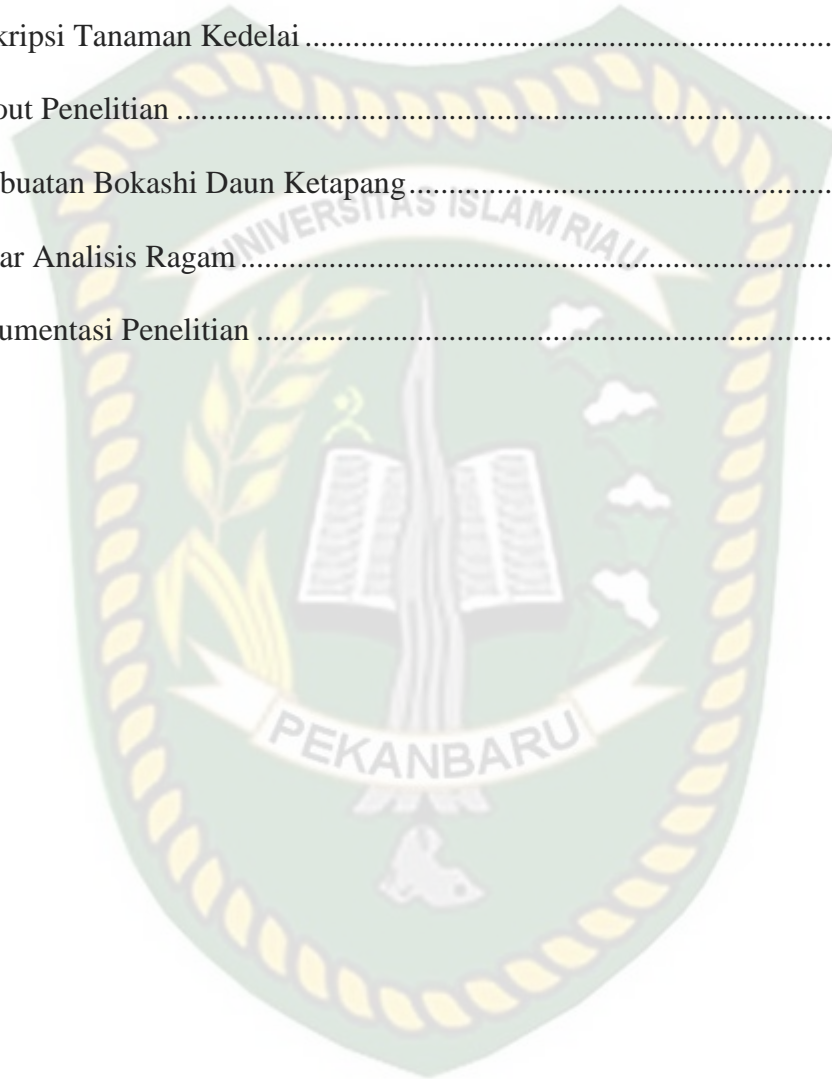 kripsi Tanaman Kedelai ................................................................
out Penelitian ................................................................................
buatan Bokashi Daun Ketapang....................................................
ar Analisis Ragam .........................................................................
umentasi Penelitian ......................................................................
UNIVERSITAS ISLAM RIAU
PEKANBARU